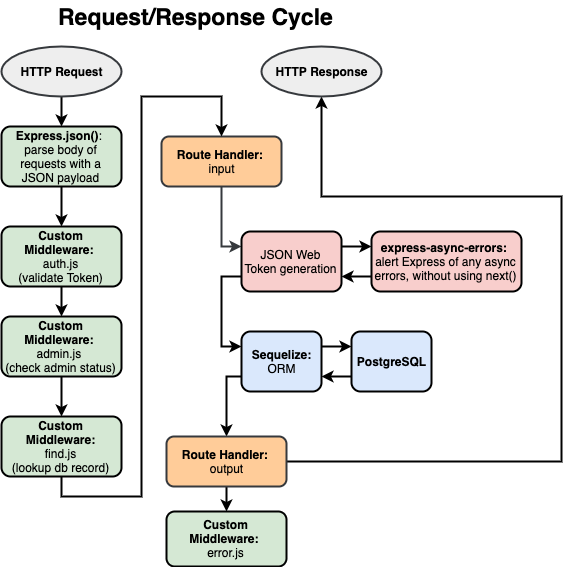 Request/Response Cycle
HTTP Request
HTTP Response
Express.json():
parse body of
requests with a
JSON payload
Custom
Middleware:
auth.js
(validate Token)
Custom
Middleware:
admin.js
(check admin status)
Custom
Middleware:
find.js
(lookup db record)
Route Handler:
input
JSON Web
Token generation
express-async-errors:
alert Express of any async
errors, without using next()
Sequelize:
ORM
PostgreSQL
Route Handler:
output
Custom
Middleware:
error.js